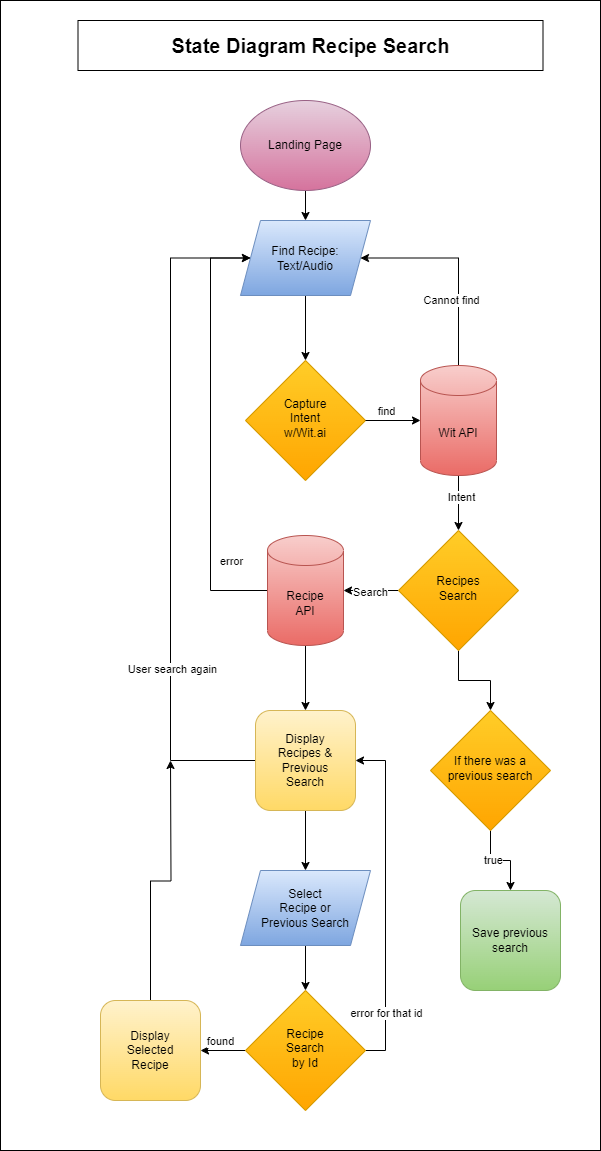 State Diagram Recipe Search
Landing Page
Find Recipe:
Text/Audio
Cannot find
Capture
Intent
w/Wit.ai
find
Wit API
Intent
error
Recipe
API
Search
Recipes
Search
User search again
Display
Recipes &
Previous
Search
If there was a
previous search
true
Select
Recipe or
Previous Search
Save previous
search
error for that id
Display
Selected
Recipe
found
Recipe
Search
by Id